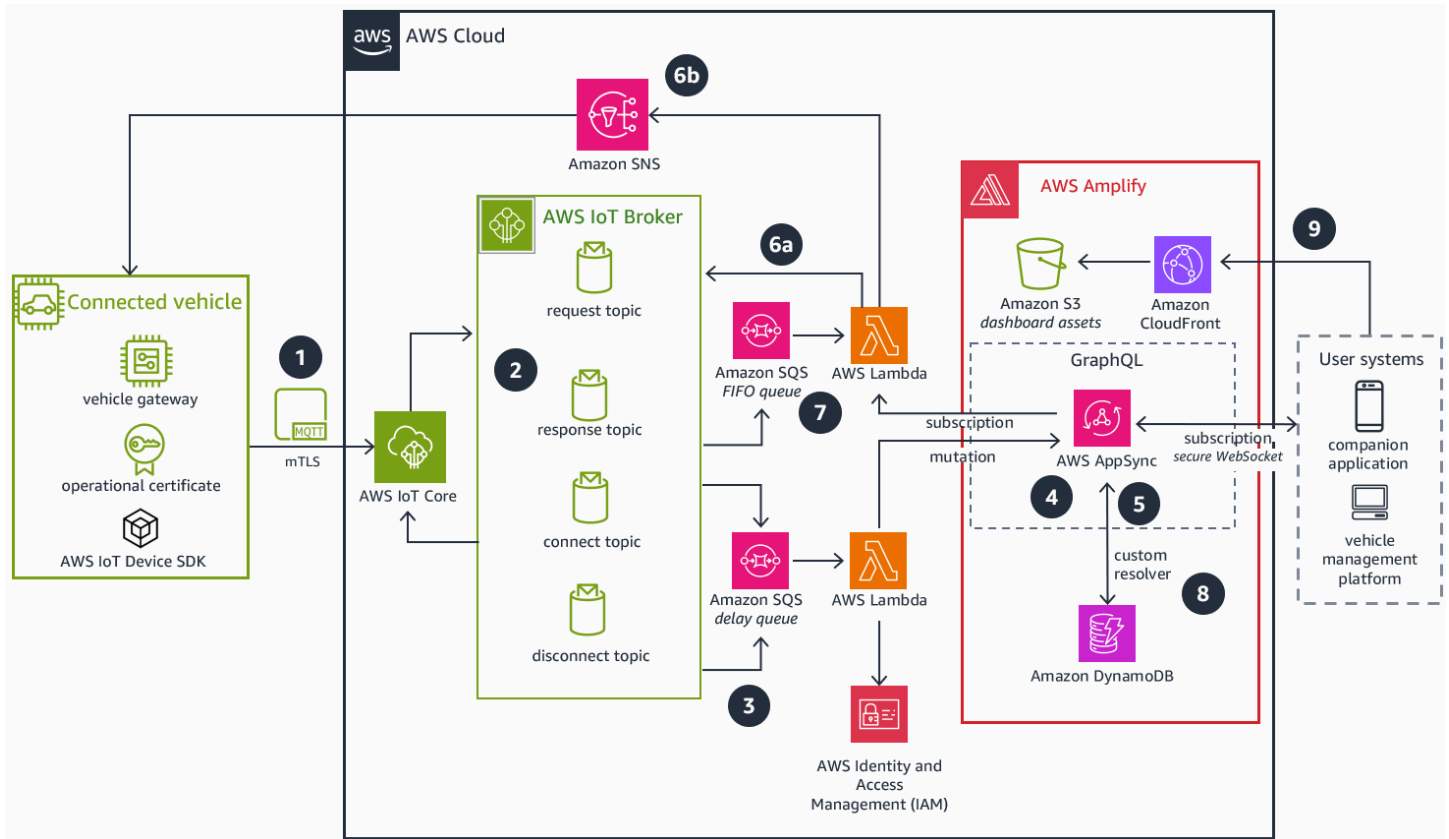 aws
AWS Cloud
6b
Amazon SNS
AWS Amplify
AWS IoT Broker
6a
9
request topic
Connected vehicle
vehicle gateway
operational certificate
AWS IoT Device SDK
1
MQTT
mTLS
AWS IoT Core
2
response topic
connect topic
disconnect topic
Amazon SQS
FIFO queue
7
AWS Lambda
Amazon SQS
delay queue
3
AWS Lambda
AWS Identity and
Access
Management (IAM)
subscription
mutation
Amazon S3
dashboard assets
Amazon
CloudFront
GraphQL
AWS AppSync
4
5
custom
resolver
8
Amazon DynamoDB
subscription
secure WebSocket
User systems
companion
application
vehicle
management
platform